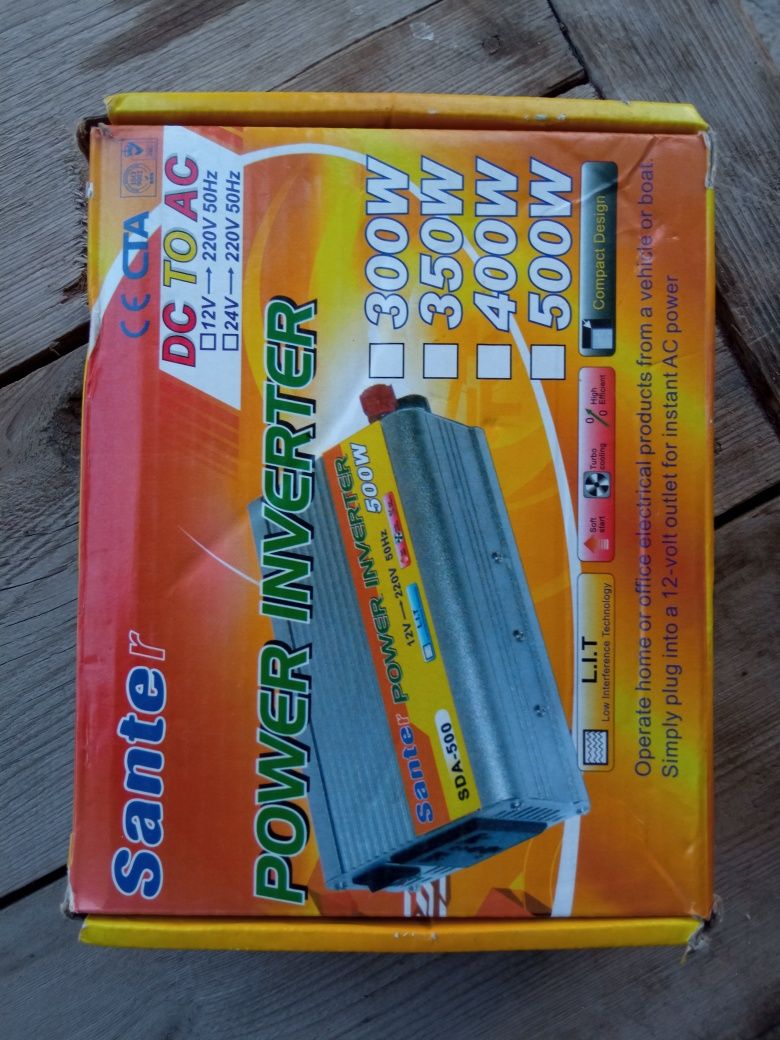 Santer
CE CTA
DC TO AC
12V→220V 50Hz
24V→220V 50Hz
POWER INVERTER
300W
350W
400W
500W
Santer POWER INVERTER
500W
12V—220V 50Hz
L.I.T
SDA-500
L.I.T
Low Interference Technology
Soft start
Turbo cooling
High Efficient
Compact Design
Operate home or office electrical products from a vehicle or boat.
Simply plug into a 12-volt outlet for instant AC power